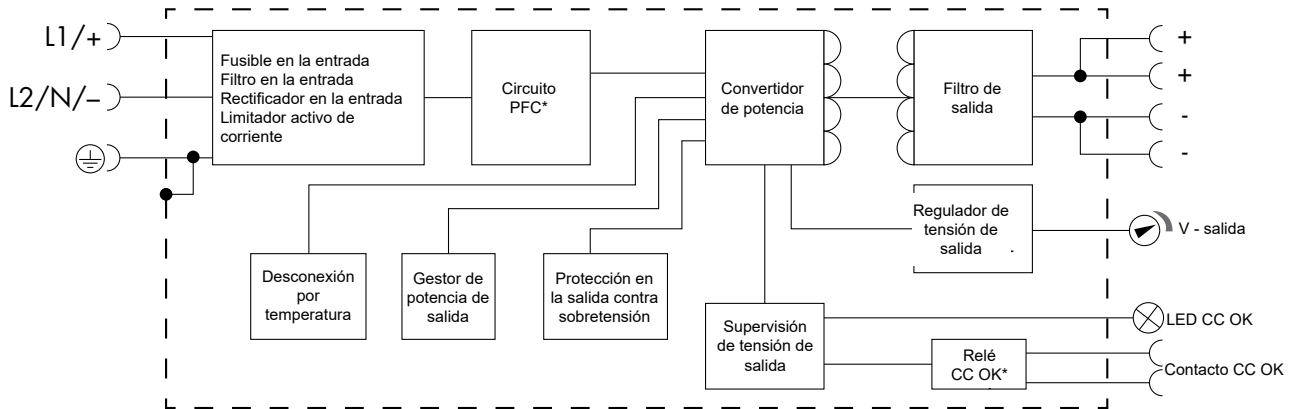 L1/+
L2/N/–
Fusible en la entrada
Filtro en la entrada
Rectificador en la entrada
Limitador activo de
corriente
Circuito
PFC*
Convertidor
de potencia
Filtro de
salida
+
+
-
-
Desconexión
por
temperatura
Gestor de
potencia de
salida
Protección en
la salida contra
sobretensión
Regulador de
tensión de
salida .
V - salida
Supervisión
de tensión de
salida
LED CC OK
Relé
CC OK*
Contacto CC OK